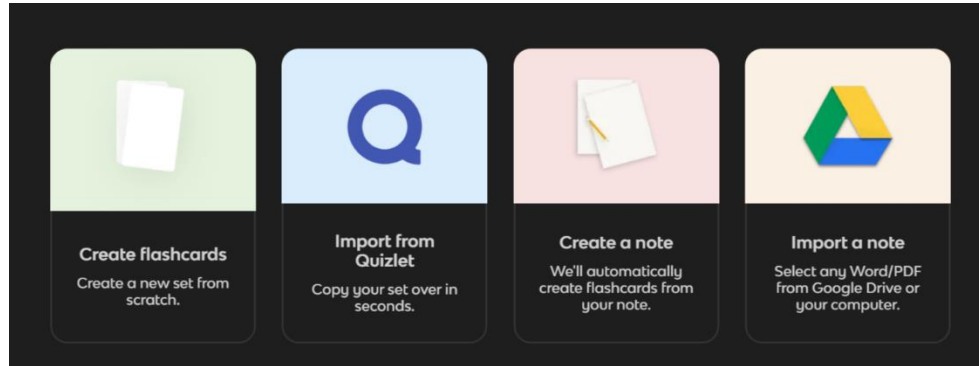 Create flashcards
Create a new set from
scratch.
Import from
Quizlet
Copy your set over in
seconds.
Create a note
We'll automatically
create flashcards from
your note.
Import a note
Select any Word/PDF
from Google Drive or
your computer.